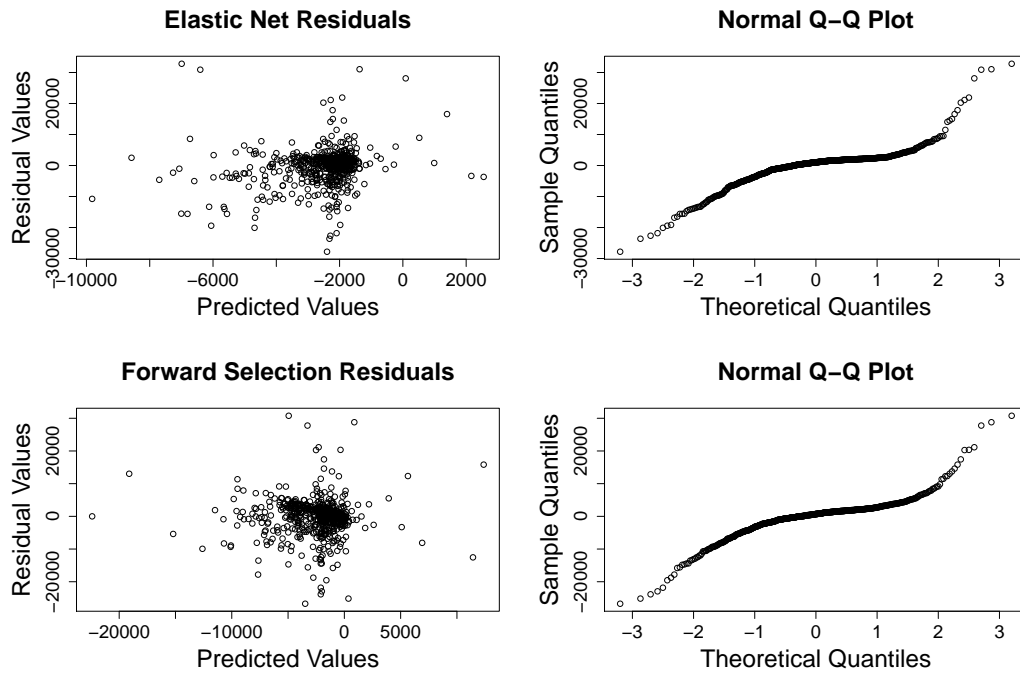 Elastic Net Residuals
Residual Values
−30000 0 20000
−10000 −6000 −4000 −2000 0 2000
Predicted Values
Normal Q−Q Plot
Sample Quantiles
−30000 0 20000
−3 −2 −1 0 1 2 3
Theoretical Quantiles
Forward Selection Residuals
Residual Values
−20000 0 20000
−20000 −10000 0 5000
Predicted Values
Normal Q−Q Plot
Sample Quantiles
−20000 0 20000
−3 −2 −1 0 1 2 3
Theoretical Quantiles